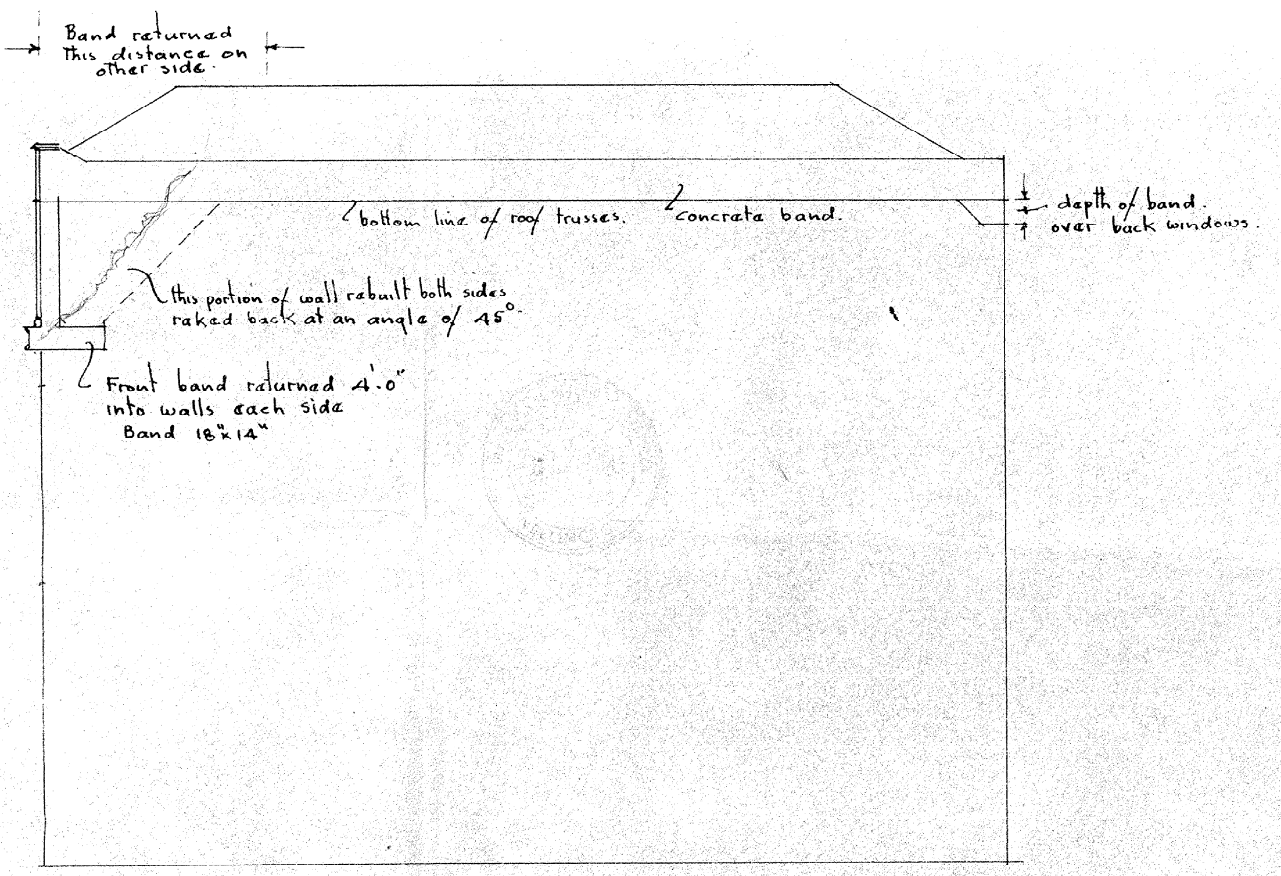 Band returned
This distance on
other side.
bottom line of roof trusses.
concrete band.
depth of band.
over back windows.
this portion of wall rebuilt both sides
raked back at an angle of 45°.
Front band returned 4'-0"
into walls each side
Band 18"x14"